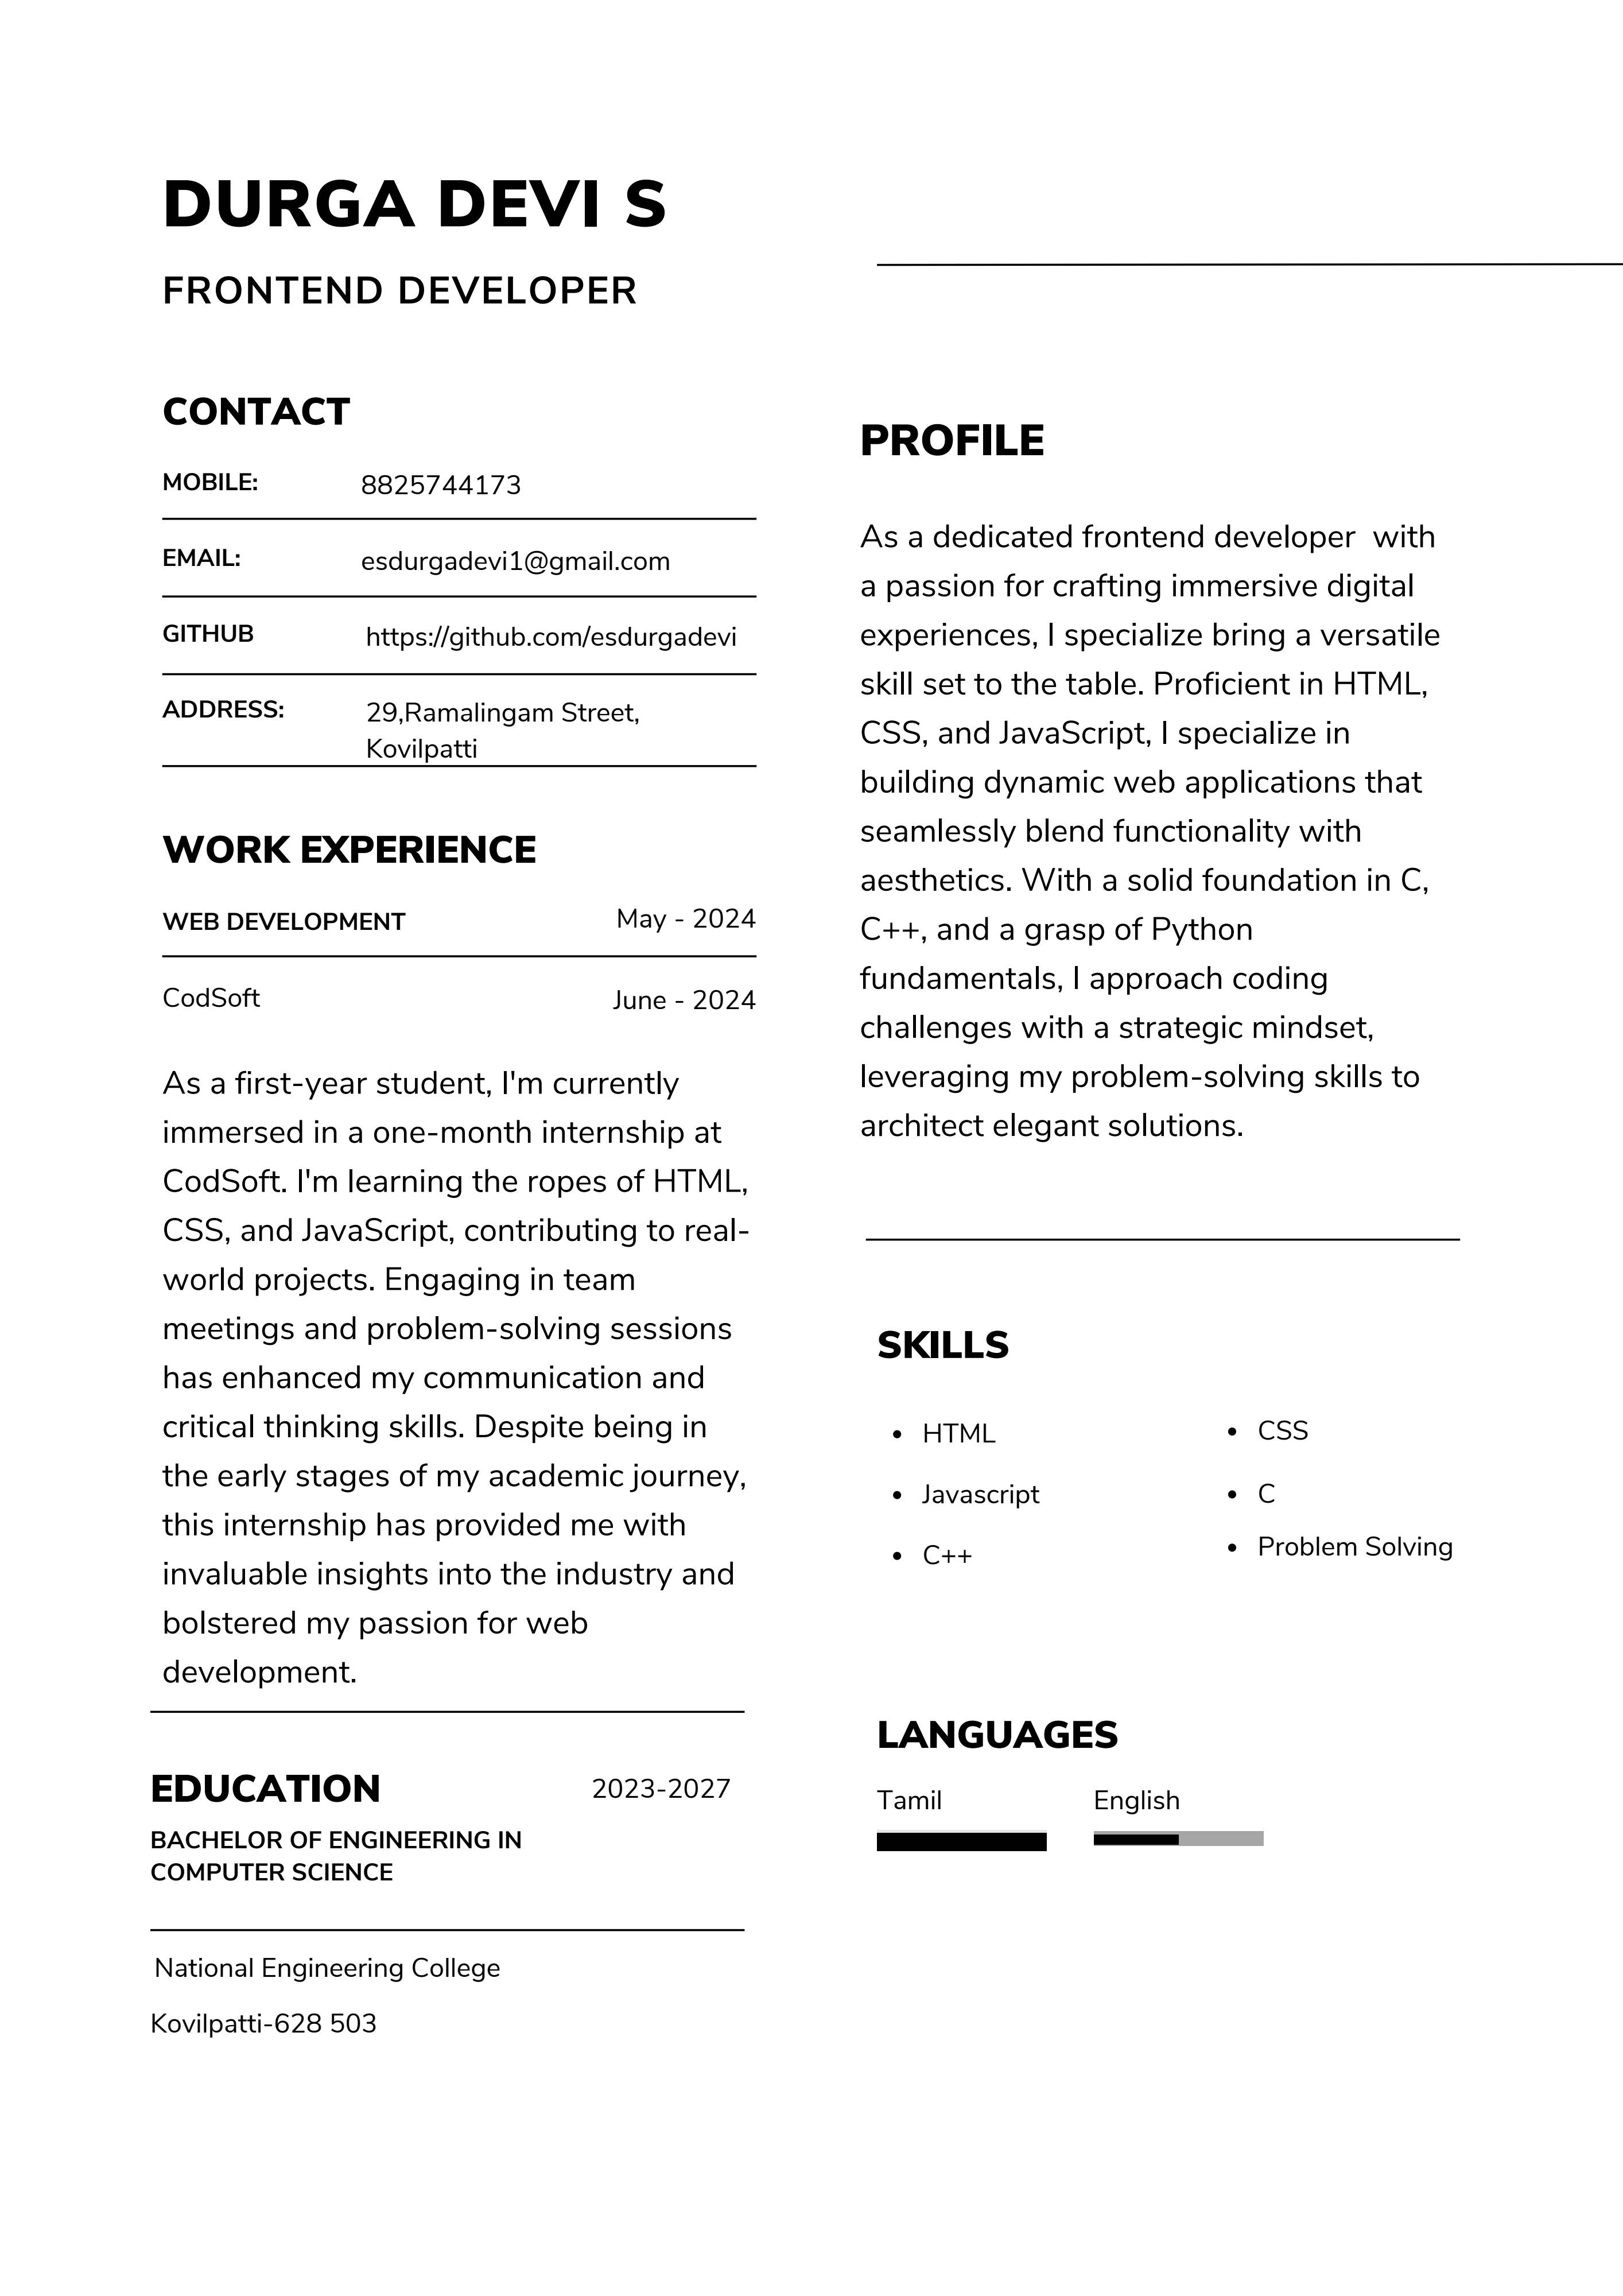 DURGA DEVI S
FRONTEND DEVELOPER
CONTACT
MOBILE: 8825744173
EMAIL: esdurgadevi1@gmail.com
GITHUB https://github.com/esdurgadevi
ADDRESS: 29,Ramalingam Street,
Kovilpatti
WORK EXPERIENCE
WEB DEVELOPMENT May - 2024
CodSoft June - 2024
As a first-year student, I'm currently
immersed in a one-month internship at
CodSoft. I'm learning the ropes of HTML,
CSS, and JavaScript, contributing to real-
world projects. Engaging in team
meetings and problem-solving sessions
has enhanced my communication and
critical thinking skills. Despite being in
the early stages of my academic journey,
this internship has provided me with
invaluable insights into the industry and
bolstered my passion for web
development.
EDUCATION 2023-2027
BACHELOR OF ENGINEERING IN
COMPUTER SCIENCE
National Engineering College
Kovilpatti-628 503
PROFILE
As a dedicated frontend developer  with
a passion for crafting immersive digital
experiences, I specialize bring a versatile
skill set to the table. Proficient in HTML,
CSS, and JavaScript, I specialize in
building dynamic web applications that
seamlessly blend functionality with
aesthetics. With a solid foundation in C,
C++, and a grasp of Python
fundamentals, I approach coding
challenges with a strategic mindset,
leveraging my problem-solving skills to
architect elegant solutions.
SKILLS
• HTML • CSS
• Javascript • C
• C++ • Problem Solving
LANGUAGES
Tamil English